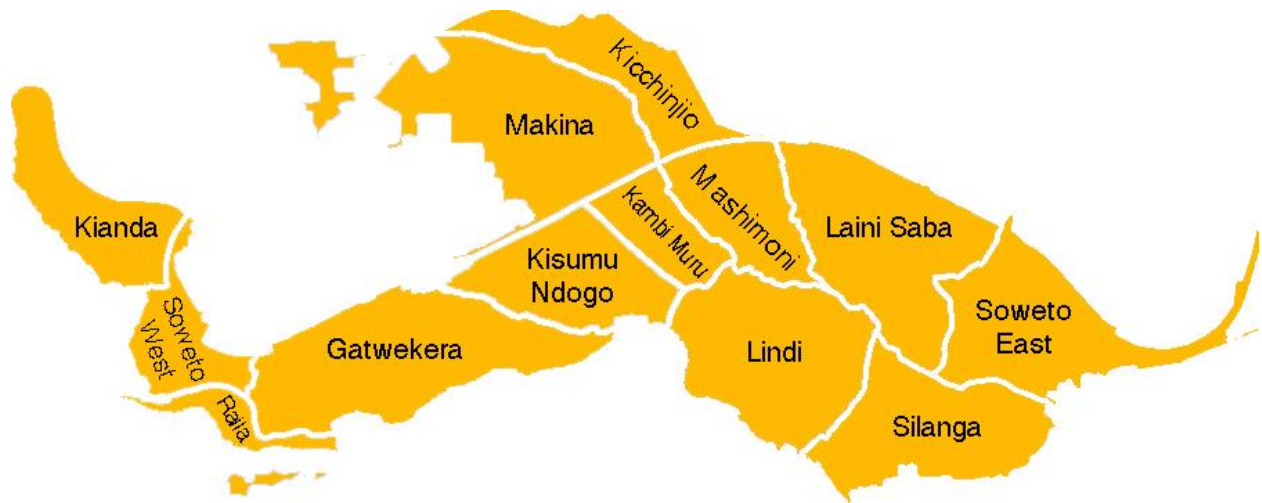 Kicchinjio
Makina
Kianda
Mashimoni
Kambi Muru
Laini Saba
Kisumu
Ndogo
Soweto
West
Gatwekera
Lindi
Soweto
East
Raila
Silanga